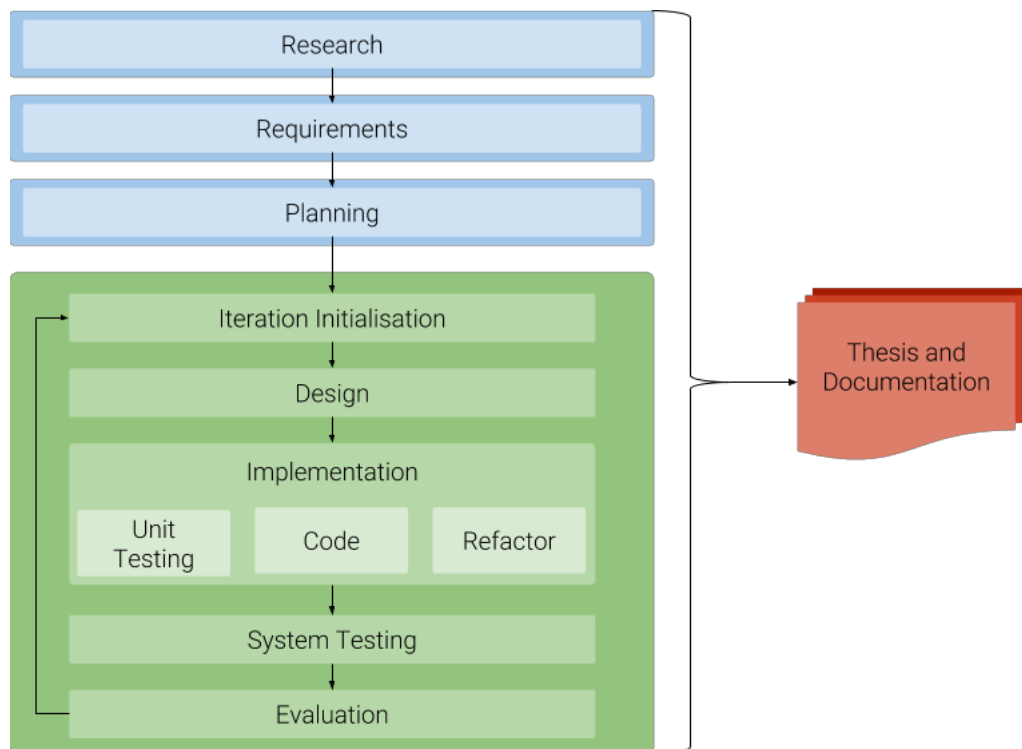 Research
Requirements
Planning
Iteration Initialisation
Design
Implementation
Unit
Testing
Code
Refactor
System Testing
Evaluation
Thesis and
Documentation